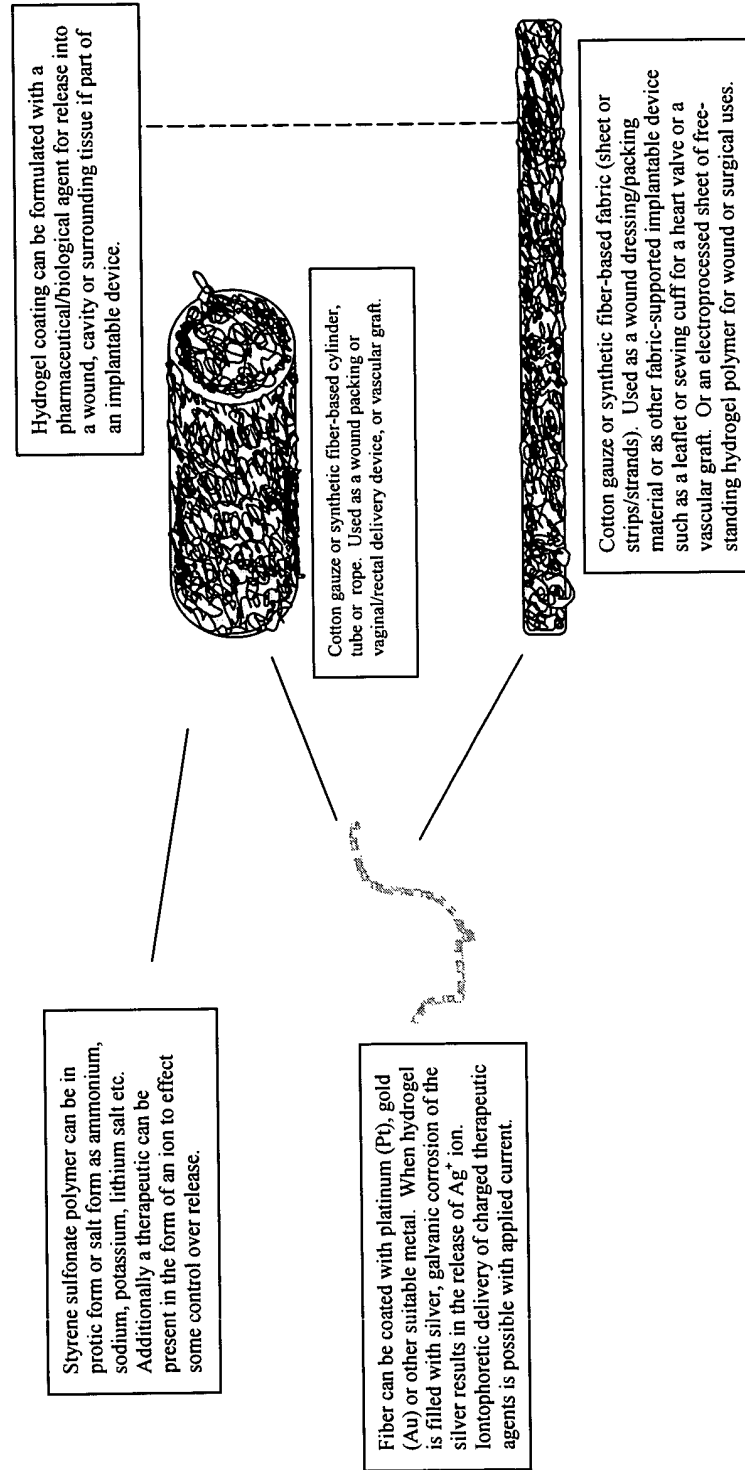 Styrene sulfonate polymer can be in
protic form or salt form as ammonium,
sodium, potassium, lithium salt etc.
Additionally a therapeutic can be
present in the form of an ion to effect
some control over release.
Hydrogel coating can be formulated with a
pharmaceutical/biological agent for release into
a wound, cavity or surrounding tissue if part of
an implantable device.
Cotton gauze or synthetic fiber-based cylinder,
tube or rope. Used as a wound packing or
vaginal/rectal delivery device, or vascular graft.
Fiber can be coated with platinum (Pt), gold
(Au) or other suitable metal. When hydrogel
is filled with silver, galvanic corrosion of the
silver results in the release of Ag⁺ ion.
Iontophoretic delivery of charged therapeutic
agents is possible with applied current.
Cotton gauze or synthetic fiber-based fabric (sheet or
strips/strands). Used as a wound dressing/packing
material or as other fabric-supported implantable device
such as a leaflet or sewing cuff for a heart valve or a
vascular graft. Or an electroprocessed sheet of free-
standing hydrogel polymer for wound or surgical uses.